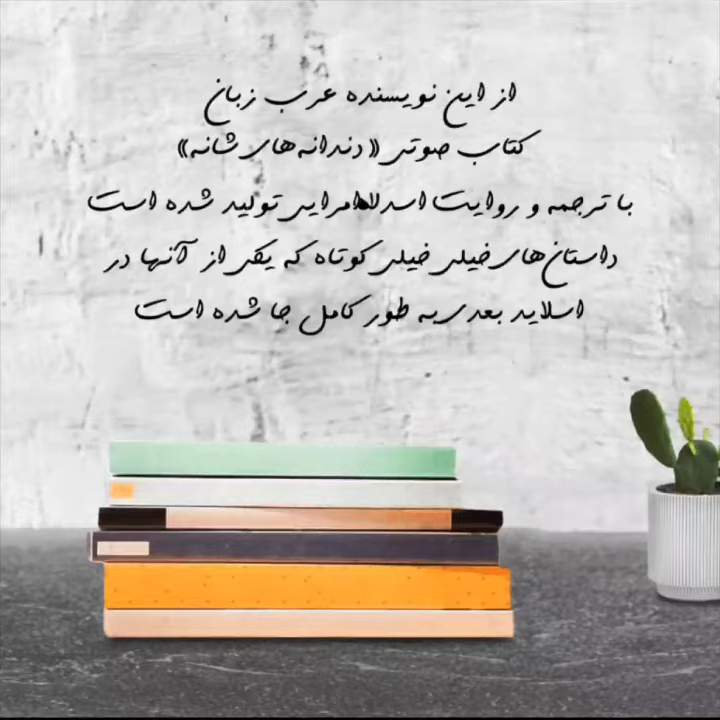 از این نویسنده عرب زبان
کتاب صوتی «دندانه‌های شانه»
با ترجمه و روایت اسدلله امرایی تولید شده است
داستان‌های خیلی خیلی کوتاه که یکی از آنها در
اسلاید بعدی به طور کامل جا شده است